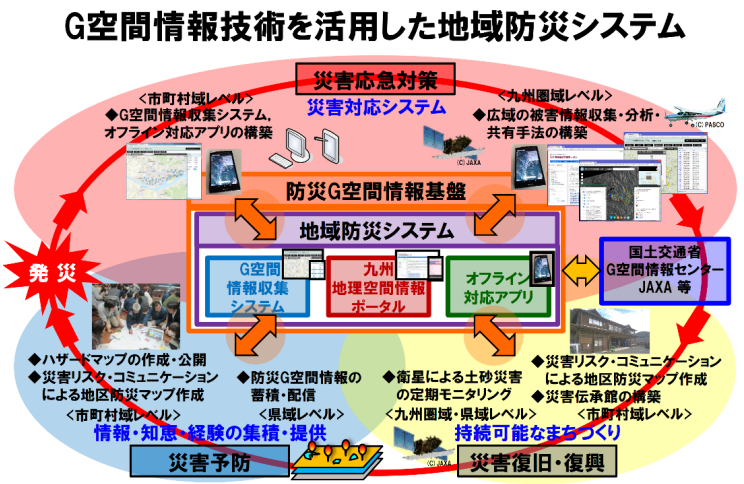 G空間情報技術を活用した地域防災システム
災害応急対策
災害対応システム
<市町村域レベル>
◆G空間情報収集システム,
オフライン対応アプリの構築
<九州圏域レベル>
◆広域の被害情報収集・分析・
共有手法の構築
(C) PASCO
(C) JAXA
防災G空間情報基盤
地域防災システム
G空間
情報収集
システム
九州
地理空間情報
ポータル
オフライン
対応アプリ
国土交通省
G空間情報センター
JAXA 等
発災
◆ハザードマップの作成・公開
◆災害リスク・コミュニケーション
による地区防災マップ作成
<市町村域レベル>
◆防災G空間情報の
蓄積・配信
<県域レベル>
情報・知恵・経験の集積・提供
災害予防
◆衛星による土砂災害
の定期モニタリング
<九州圏域・県域レベル>
◆災害リスク・コミュニケーション
による地区防災マップ作成
◆災害伝承館の構築
<市町村域レベル>
持続可能なまちづくり
(C) JAXA
災害復旧・復興